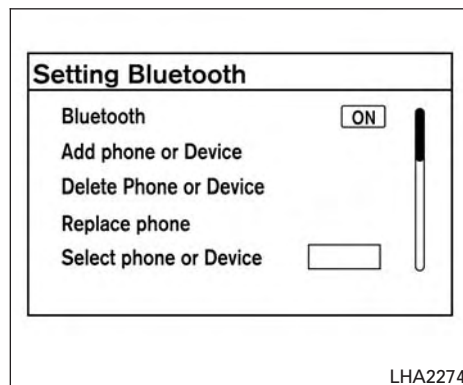 Setting Bluetooth
Bluetooth ON
Add phone or Device
Delete Phone or Device
Replace phone
Select phone or Device
LHA2274